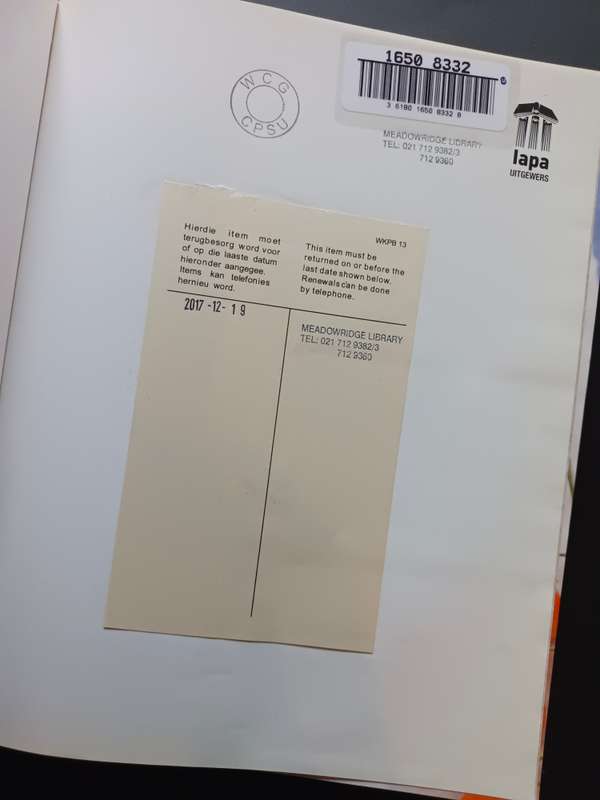 WCG
CPSU
1650 8332
3 6180 1650 8332 0
MEADOWRIDGE LIBRARY
TEL: 021 712 9382/3
712 9360
lapa
UITGEWERS
WKPB 13
Hierdie item moet
terugbesorg word voor
of op die laaste datum
hieronder aangegee.
Items kan telefonies
hernieu word.
This item must be
returned on or before the
last date shown below.
Renewals can be done
by telephone.
2017 -12- 19
MEADOWRIDGE LIBRARY
TEL: 021 712 9382/3
712 9360